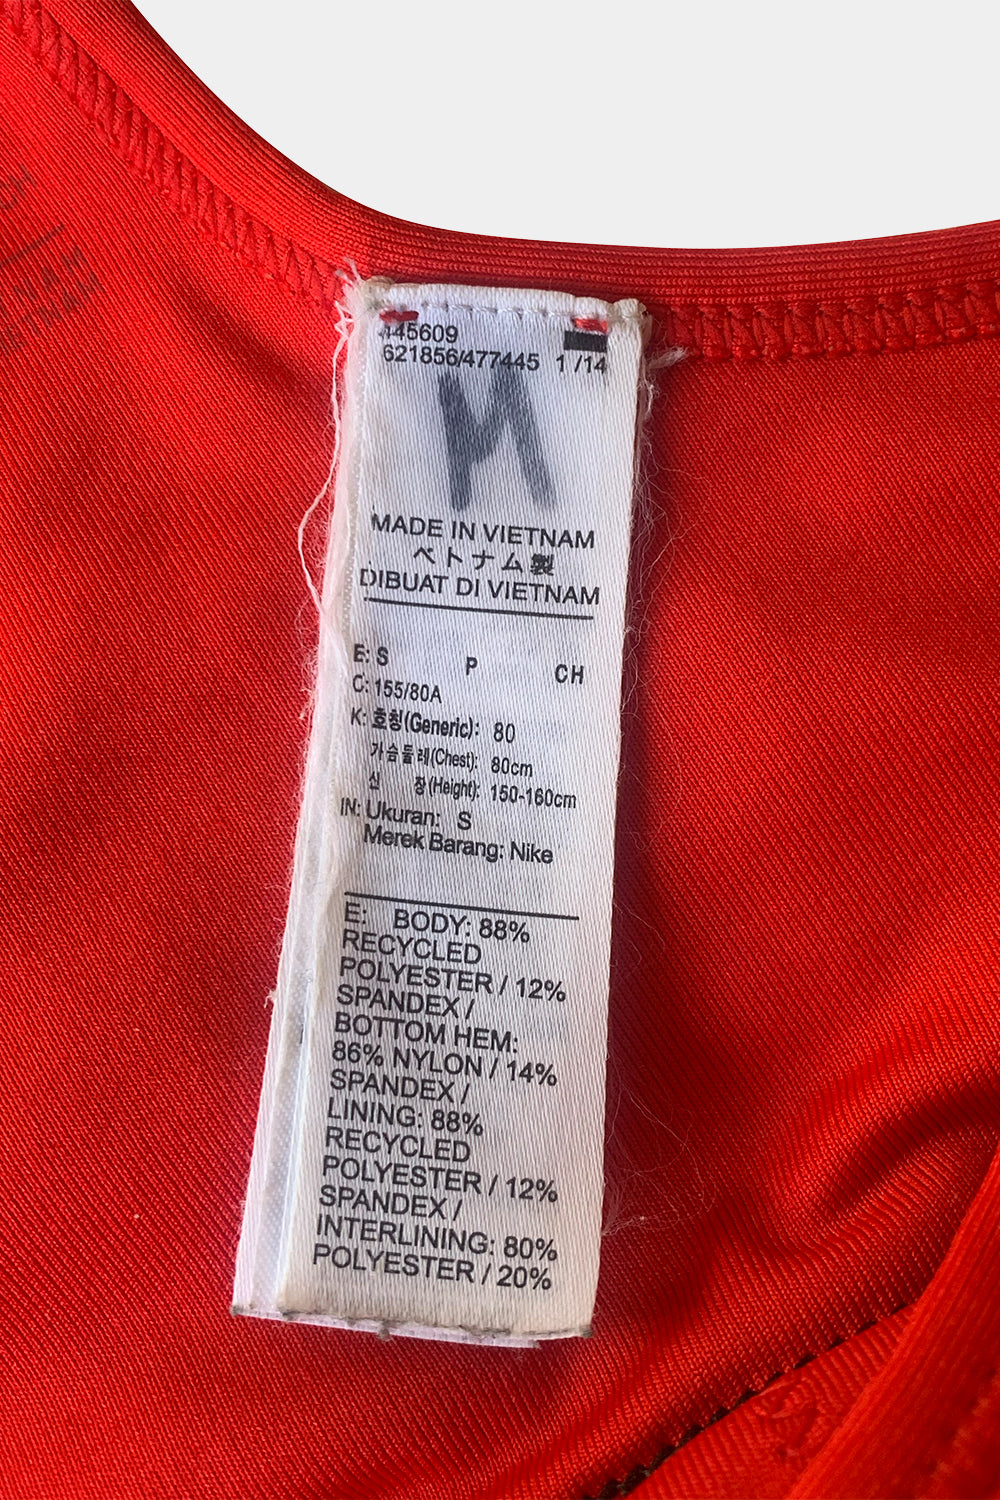 445609
621856/477445 1 /14
И
MADE IN VIETNAM
ベトナム製
DIBUAT DI VIETNAM
E: S P CH
C: 155/80A
K: 호칭(Generic): 80
가슴둘레(Chest): 80cm
신 장(Height): 150-160cm
IN: Ukuran: S
Merek Barang: Nike
E: BODY: 88%
RECYCLED
POLYESTER / 12%
SPANDEX /
BOTTOM HEM:
86% NYLON / 14%
SPANDEX /
LINING: 88%
RECYCLED
POLYESTER / 12%
SPANDEX /
INTERLINING: 80%
POLYESTER / 20%